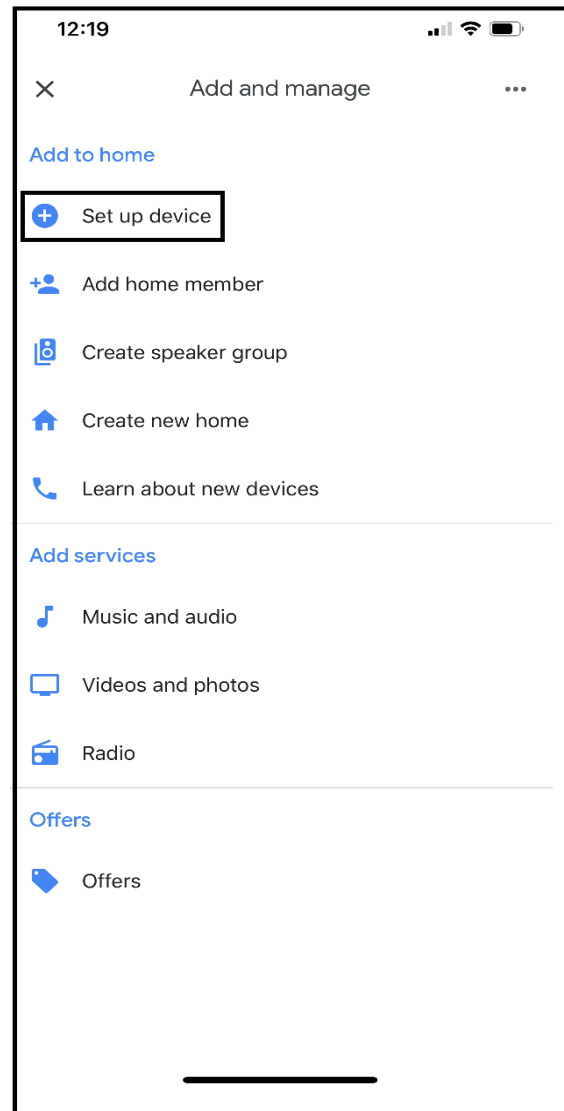 12:19
Add and manage
Add to home
Set up device
Add home member
Create speaker group
Create new home
Learn about new devices
Add services
Music and audio
Videos and photos
Radio
Offers
Offers